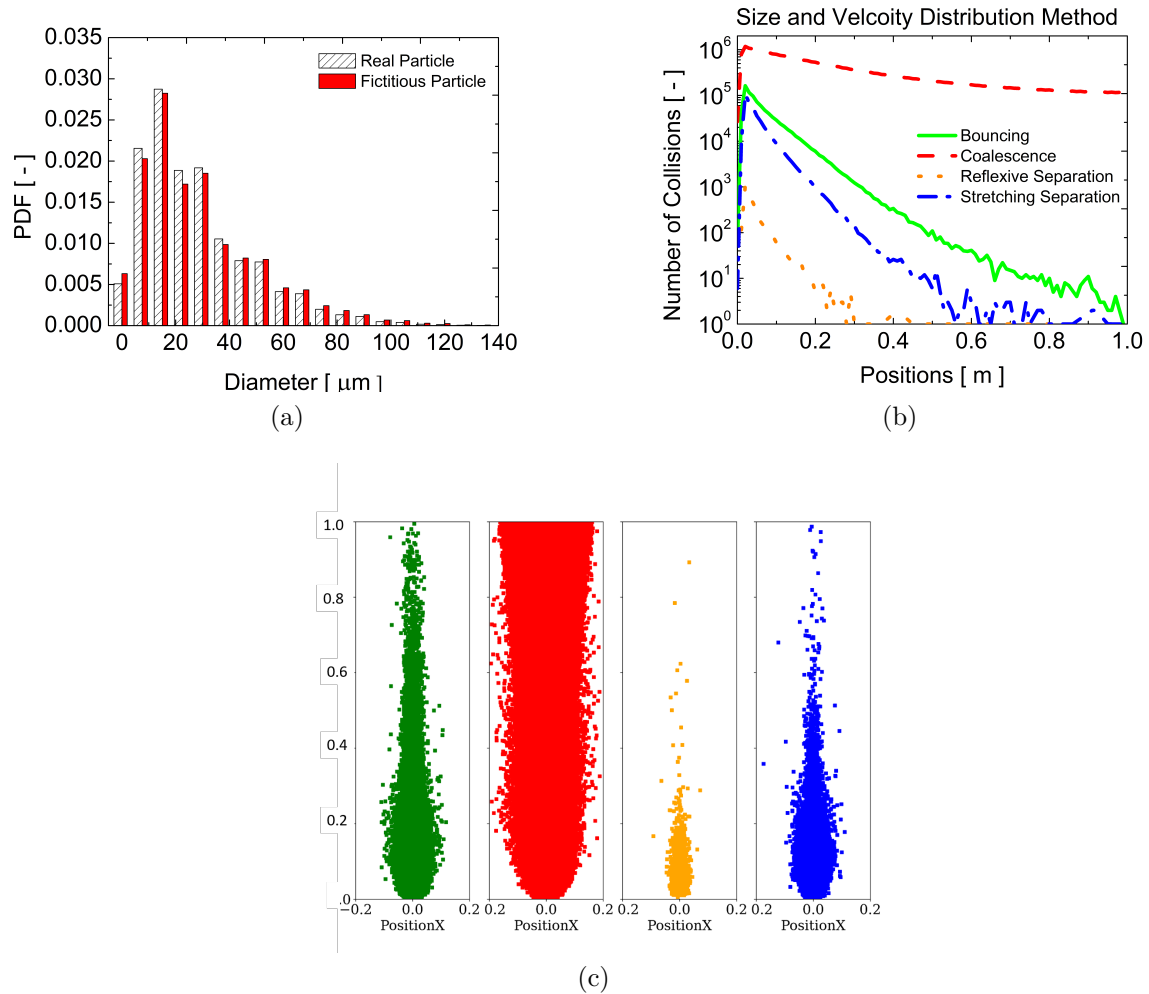 0.035
0.030
0.025
0.020
0.015
0.010
0.005
0.000
PDF [ - ]
Real Particle
Fictitious Particle
0 20 40 60 80 100 120 140
Diameter [ μm ]
(a)
Size and Velcoity Distribution Method
10^6
10^5
10^4
10^3
10^2
10^1
10^0
Number of Collisions [ - ]
Bouncing
Coalescence
Reflexive Separation
Stretching Separation
0.0 0.2 0.4 0.6 0.8 1.0
Positions [ m ]
(b)
1.0
0.8
0.6
0.4
0.2
.0
−0.2 0.0 0.2 0.0 0.2 0.2 0.0 0.2 0.2 0.0 0.2
PositionX PositionX PositionX PositionX
(c)